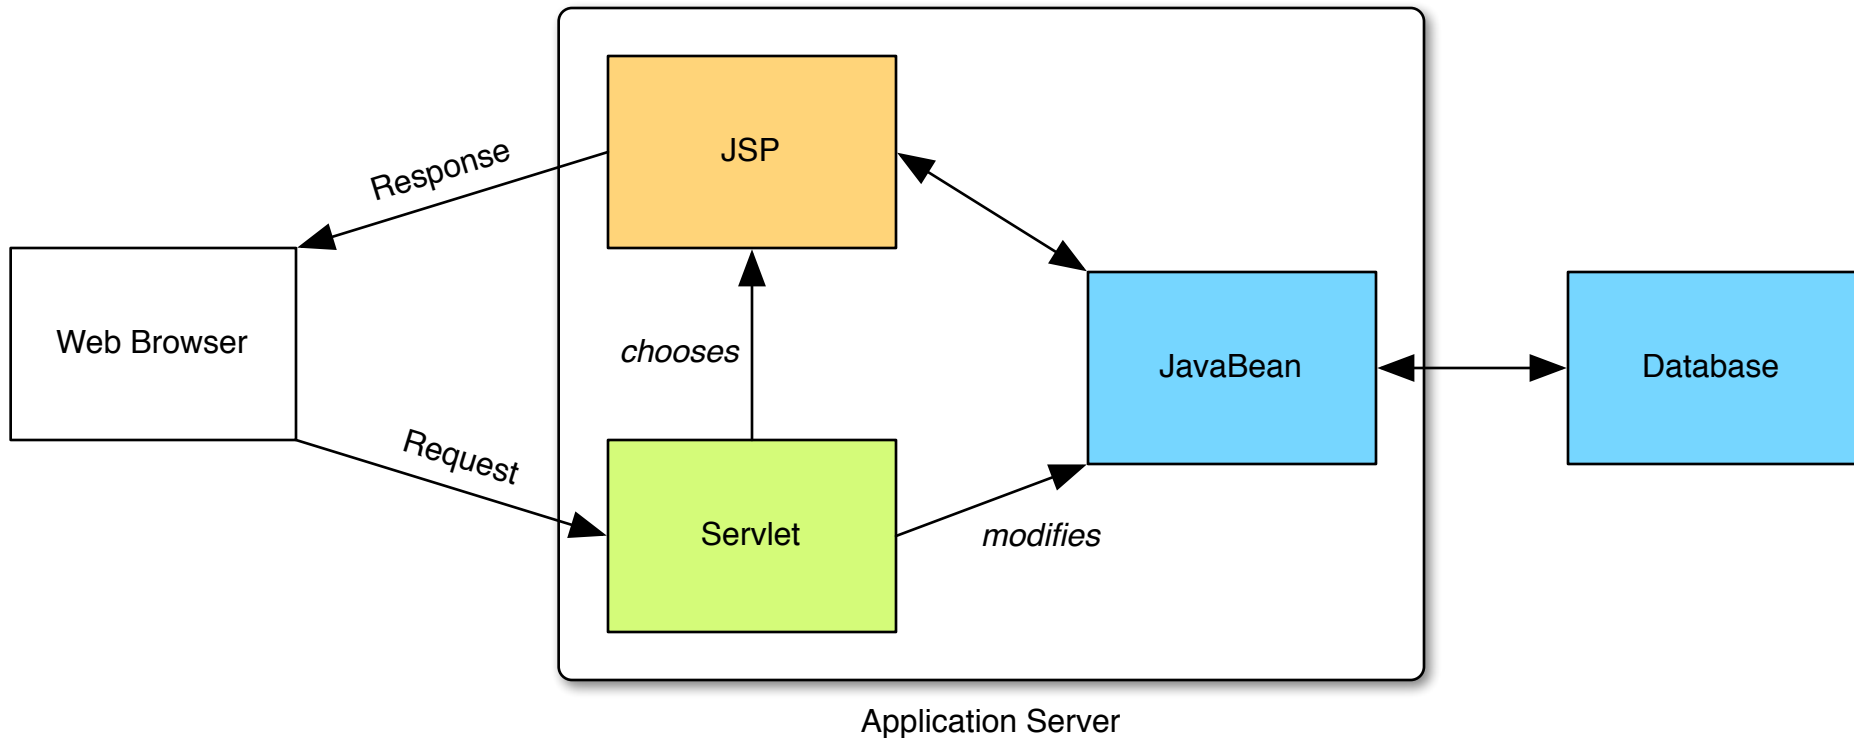 JSP
Response
Web Browser
chooses
JavaBean
Database
Request
Servlet
modifies
Application Server